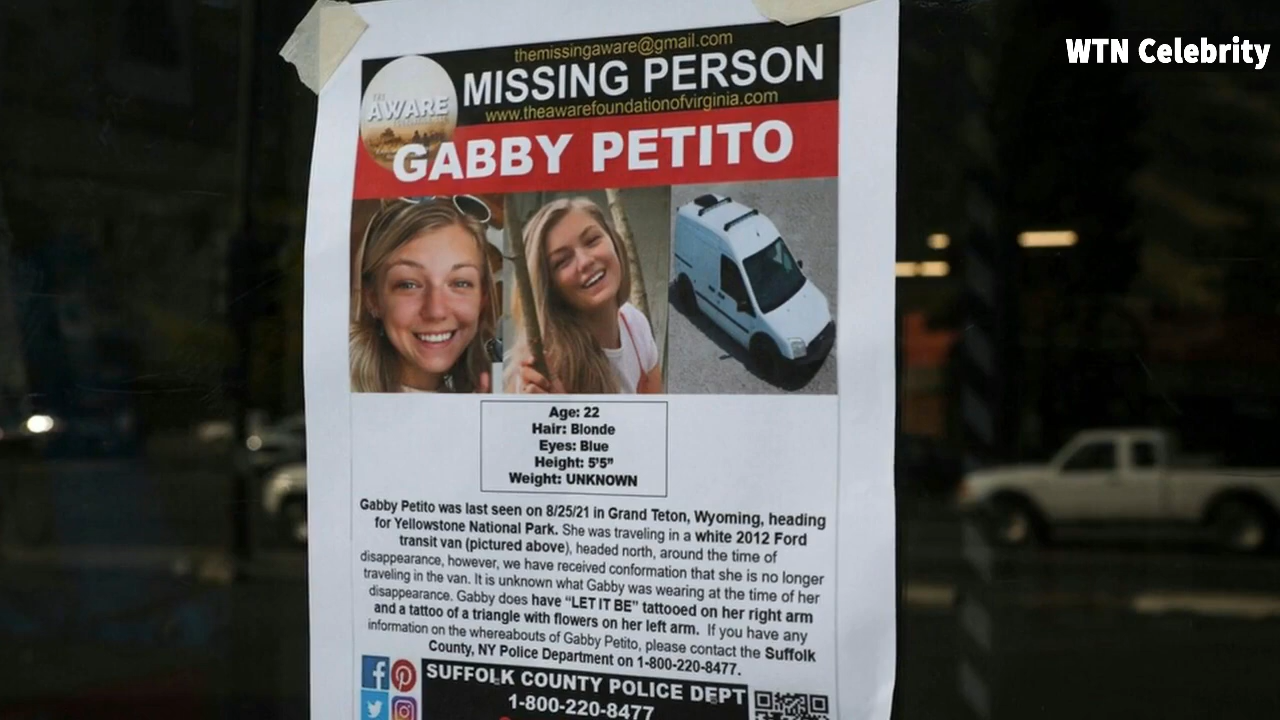 WTN Celebrity
themissingaware@gmail.com
MISSING PERSON
www.theawarefoundationofvirginia.com
THE
AWARE
GABBY PETITO
Age: 22
Hair: Blonde
Eyes: Blue
Height: 5'5"
Weight: UNKNOWN
Gabby Petito was last seen on 8/25/21 in Grand Teton, Wyoming, heading
for Yellowstone National Park. She was traveling in a white 2012 Ford
transit van (pictured above), headed north, around the time of
disappearance, however, we have received conformation that she is no longer
traveling in the van. It is unknown what Gabby was wearing at the time of her
disappearance. Gabby does have “LET IT BE” tattooed on her right arm
and a tattoo of a triangle with flowers on her left arm. If you have any
information on the whereabouts of Gabby Petito, please contact the Suffolk
County, NY Police Department on 1-800-220-8477.
SUFFOLK COUNTY POLICE DEPT
1-800-220-8477